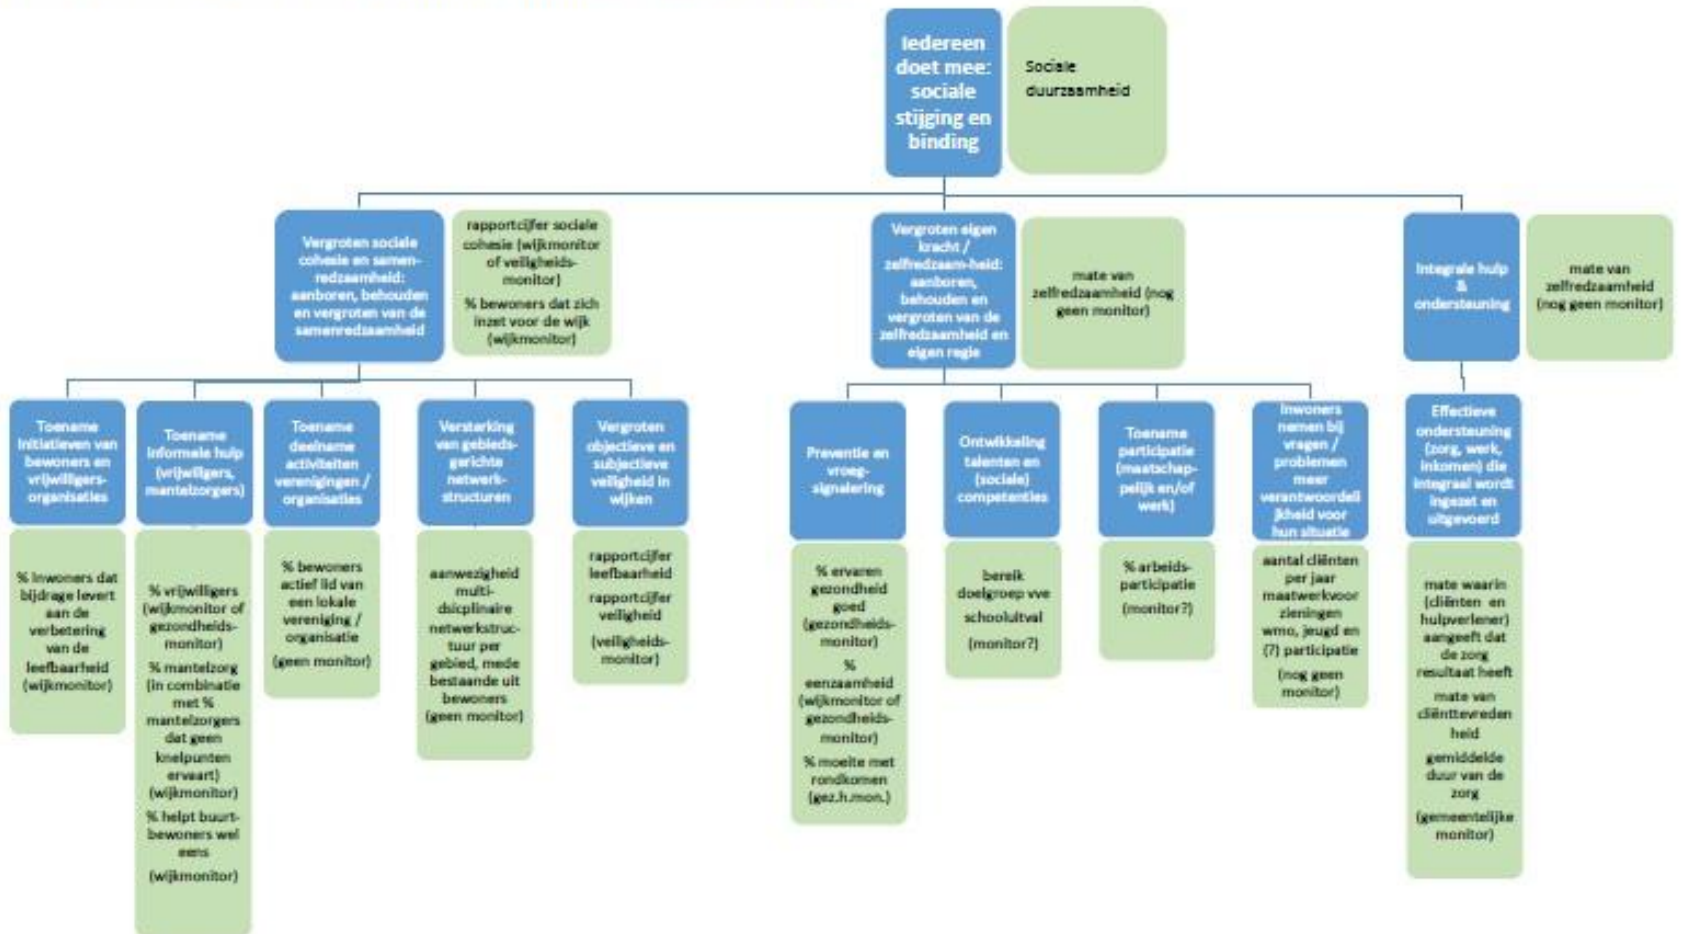 Iedereen
doet mee:
sociale
stijging en
binding
Sociale
duurzaamheid
Vergroten sociale
cohesie en samen-
redzaamheid:
aanboren, behouden
en vergroten van de
samenredzaamheid
rapportcijfer sociale
cohesie (wijkmonitor
of veiligheids-
monitor)
% bewoners dat zich
inzet voor de wijk
(wijkmonitor)
Vergroten eigen
kracht /
zelfredzaam-heid:
aanboren,
behouden en
vergroten van de
zelfredzaamheid en
eigen regie
mate van
zelfredzaamheid (nog
geen monitor)
Integrale hulp
&
ondersteuning
mate van
zelfredzaamheid
(nog geen monitor)
Toename
initiatieven van
bewoners en
vrijwilligers-
organisaties
% inwoners dat
bijdrage levert
aan de
verbetering
van de
leefbaarheid
(wijkmonitor)
Toename
informele hulp
(vrijwilligers,
mantelzorgers)
% vrijwilligers
(wijkmonitor of
gezondheids-
monitor)
% mantelzorg
(in combinatie
met %
mantelzorgers
dat geen
knelpunten
ervaart)
(wijkmonitor)
% helpt buurt-
bewoners wel
eens
(wijkmonitor)
Toename
deelname
activiteiten
verenigingen /
organisaties
% bewoners
actief lid van
een lokale
vereniging /
organisatie
(geen monitor)
Versterking
van gebieds-
gerichte
netwerk-
structuren
aanwezigheid
multi-
dsicplinaire
netwerkstruc-
tuur per
gebied, mede
bestaande uit
bewoners
(geen monitor)
Vergroten
objectieve en
subjectieve
veiligheid in
wijken
rapportcijfer
leefbaarheid
rapportcijfer
veiligheid
(veiligheids-
monitor)
Preventie en
vroeg-
signalering
% ervaren
gezondheid
goed
(gezondheids-
monitor)
%
eenzaamheid
(wijkmonitor of
gezondheids-
monitor)
% moeite met
rondkomen
(gez.h.mon.)
Ontwikkeling
talenten en
(sociale)
competenties
bereik
doelgroep vve
schooluitval
(monitor?)
Toename
participatie
(maatschap-
pelijk en/of
werk)
% arbeids-
participatie
(monitor?)
Inwoners
nemen bij
vragen /
problemen
meer
verantwoordeli
jkheid voor
hun situatie
aantal cliënten
per jaar
maatwerkvoor
zieningen
wmo, jeugd en
(?) participatie
(nog geen
monitor)
Effectieve
ondersteuning
(zorg, werk,
inkomen) die
integraal wordt
ingezet en
uitgevoerd
mate waarin
(cliënten en
hulpverlener)
aangeeft dat
de zorg
resultaat heeft
mate van
cliënttevreden
heid
gemiddelde
duur van de
zorg
(gemeentelijke
monitor)